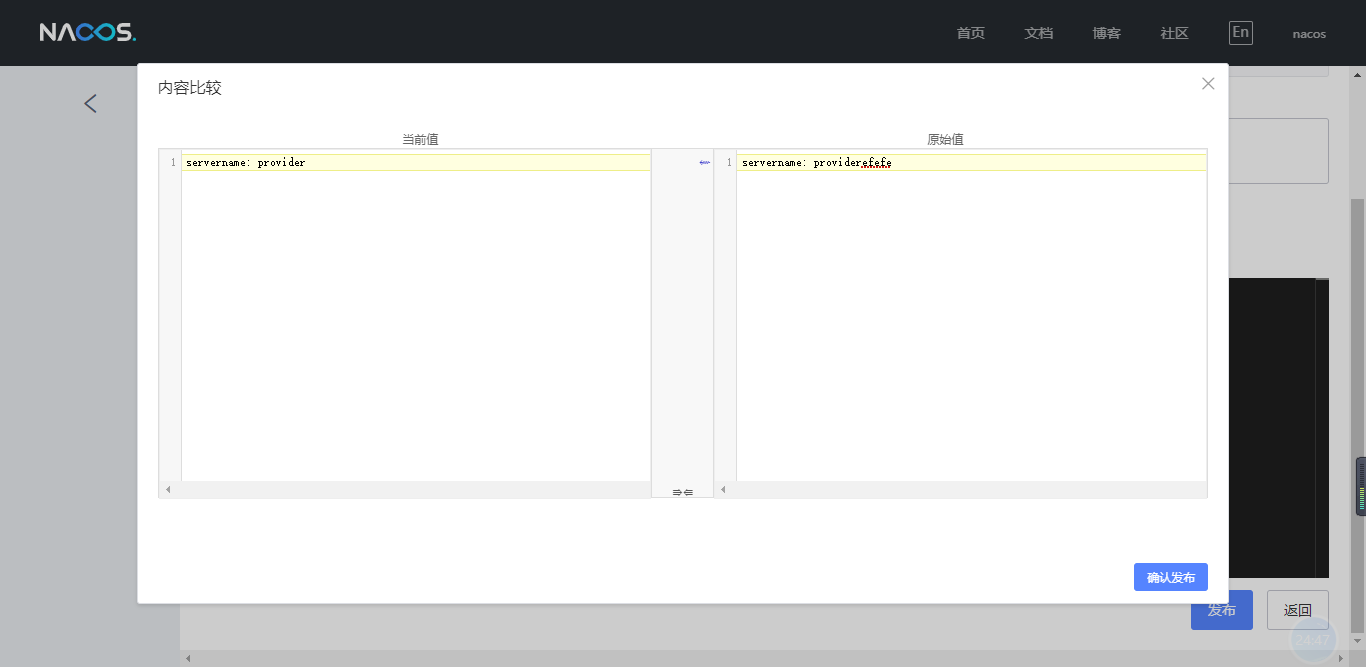 NACOS.
首页 文档 博客 社区 En nacos
内容比较
当前值 原始值
1 servername: provider
1 servername: providerefefe
确认发布
发布 返回
24:47